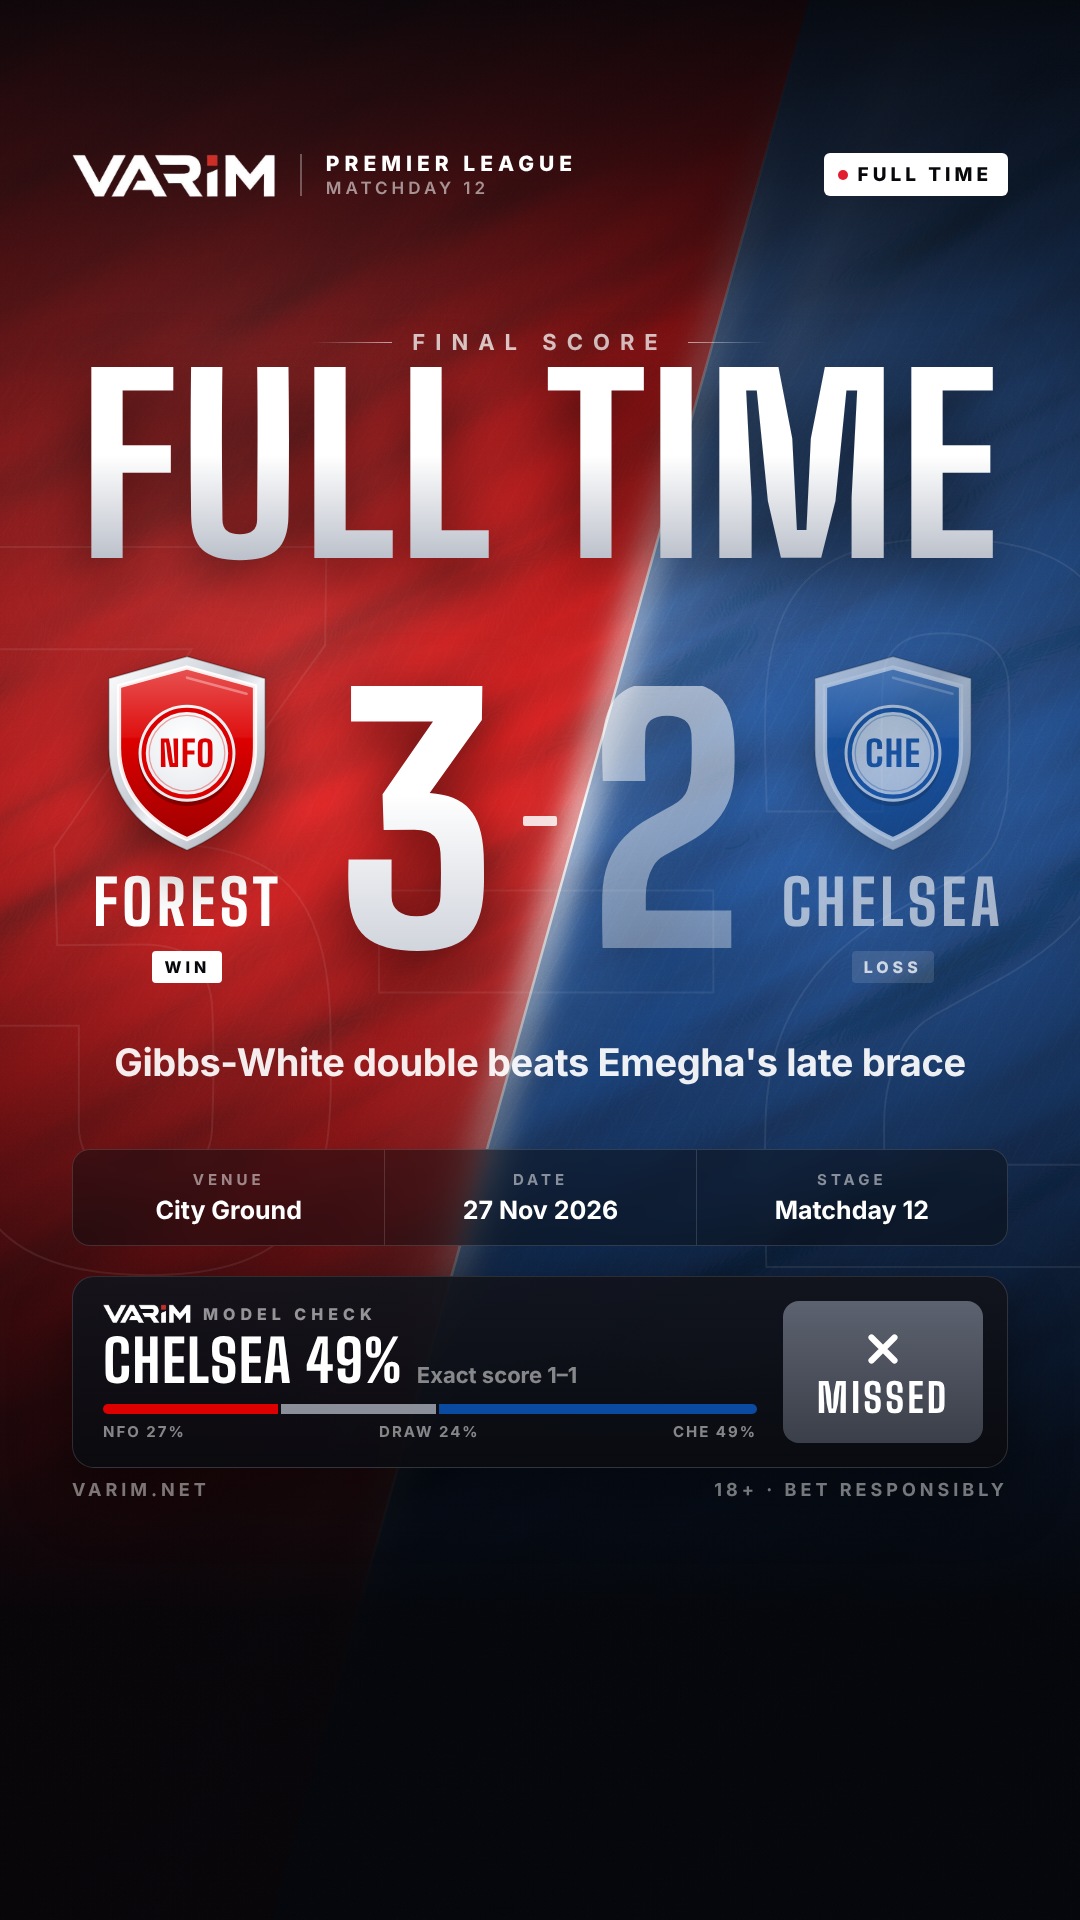 VARiM
PREMIER LEAGUE
MATCHDAY 12
FULL TIME
FINAL SCORE
FULL TIME
NFO
3 - 2
CHE
FOREST
CHELSEA
WIN
LOSS
Gibbs-White double beats Emegha's late brace
VENUE
City Ground
DATE
27 Nov 2026
STAGE
Matchday 12
VARiM MODEL CHECK
CHELSEA 49% Exact score 1–1
NFO 27% DRAW 24% CHE 49%
✕
MISSED
VARIM.NET
18+ · BET RESPONSIBLY